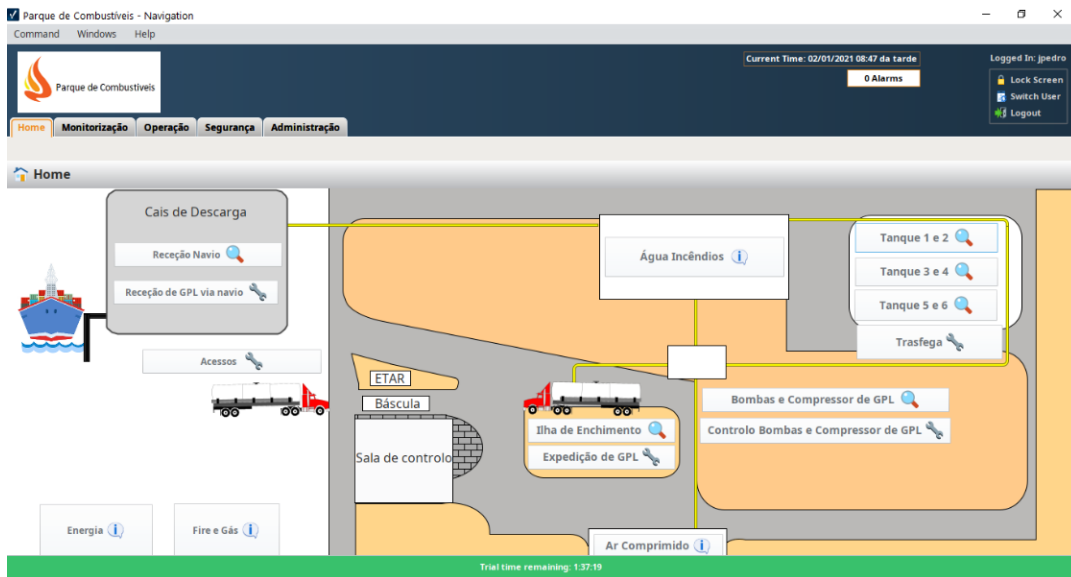 Parque de Combustíveis - Navigation
Command Windows Help
Parque de Combustiveis
Current Time: 02/01/2021 08:47 da tarde
0 Alarms
Logged In: jpedro
Lock Screen
Switch User
Logout
Home Monitorização Operação Segurança Administração
Home
Cais de Descarga
Receção Navio
Receção de GPL via navio
Acessos
Água Incêndios
Tanque 1 e 2
Tanque 3 e 4
Tanque 5 e 6
Trasfega
ETAR
Báscula
Sala de controlo
Ilha de Enchimento
Expedição de GPL
Bombas e Compressor de GPL
Controlo Bombas e Compressor de GPL
Energia
Fire e Gás
Ar Comprimido
Trial time remaining: 1:37:19